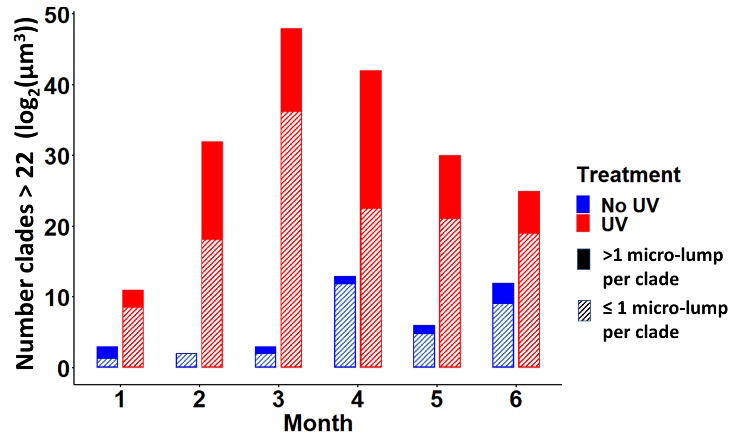 Number clades > 22 (log₂(μm³))
50
40
30
20
10
0
1 2 3 4 5 6
Month
Treatment
No UV
UV
>1 micro-lump
per clade
≤ 1 micro-lump
per clade